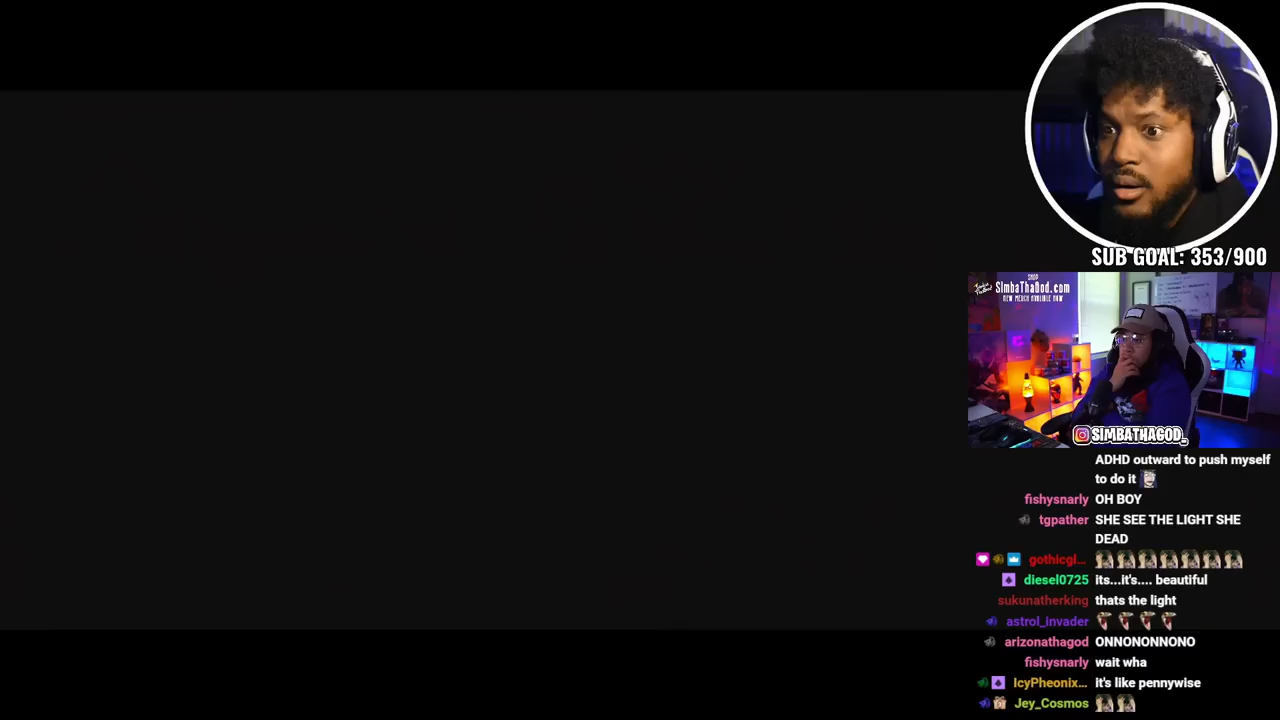 SUB GOAL: 353/900
SHOP
SimbaThaGod.com
NEW MERCH AVAILABLE NOW
SIMBATHAGOD_
ADHD outward to push myself
to do it
fishysnarly OH BOY
tgpather SHE SEE THE LIGHT SHE
DEAD
gothicgl...
diesel0725 its...it's.... beautiful
sukunatherking thats the light
astrol_invader
arizonathagod ONNONONNONO
fishysnarly wait wha
IcyPheonix... it's like pennywise
Jey_Cosmos